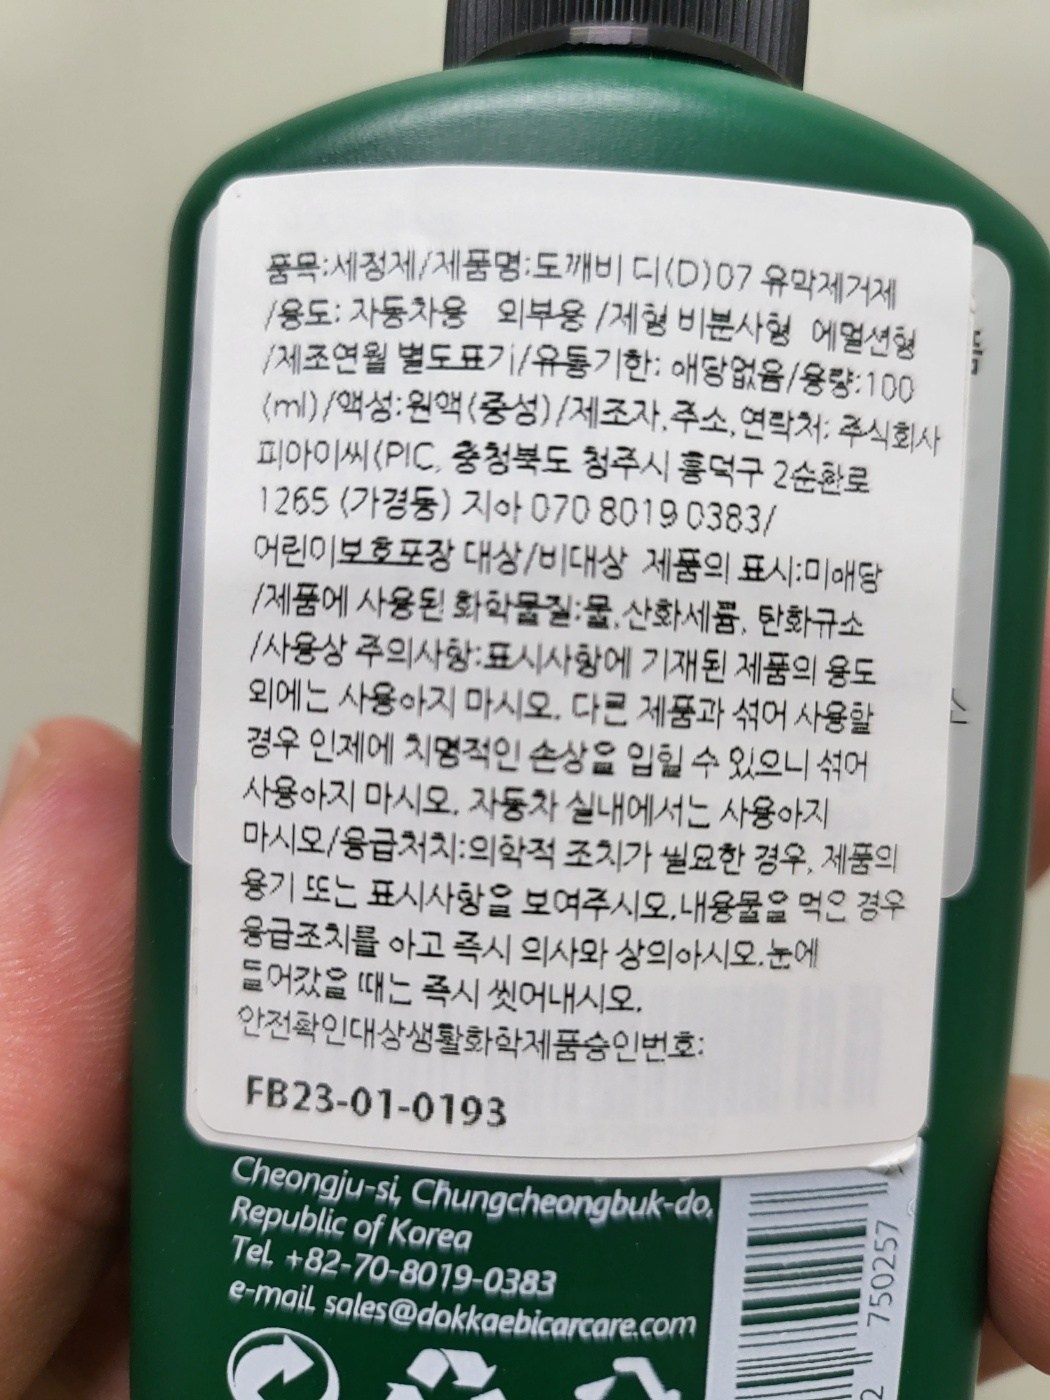 품목:세정제/제품명:도깨비 디(D)07 유막제거제
/용도: 자동차용 외부용 /제형 비분사형 에멀션형
/제조연월 별도표기/유통기한: 해당없음/용량:100
(ml)/액성:원액(중성)/제조자,주소,연락처: 주식회사
피아이씨(PIC, 충청북도 청주시 흥덕구 2순환로
1265 (가경동) 지하 070 8019 0383/
어린이보호포장 대상/비대상 제품의 표시:미해당
/제품에 사용된 화학물질:물,산화세륨, 탄화규소
/사용상 주의사항:표시사항에 기재된 제품의 용도
외에는 사용하지 마시오. 다른 제품과 섞어 사용할
경우 인체에 치명적인 손상을 입힐 수 있으니 섞어
사용하지 마시오. 자동차 실내에서는 사용하지
마시오/응급처치:의학적 조치가 필요한 경우, 제품의
용기 또는 표시사항을 보여주시오.내용물을 먹은 경우
응급조치를 하고 즉시 의사와 상의하시오.눈에
들어갔을 때는 즉시 씻어내시오.
안전확인대상생활화학제품승인번호:
FB23-01-0193
Cheongju-si, Chungcheongbuk-do,
Republic of Korea
Tel. +82-70-8019-0383
e-mail. sales@dokkaebicarcare.com
750257